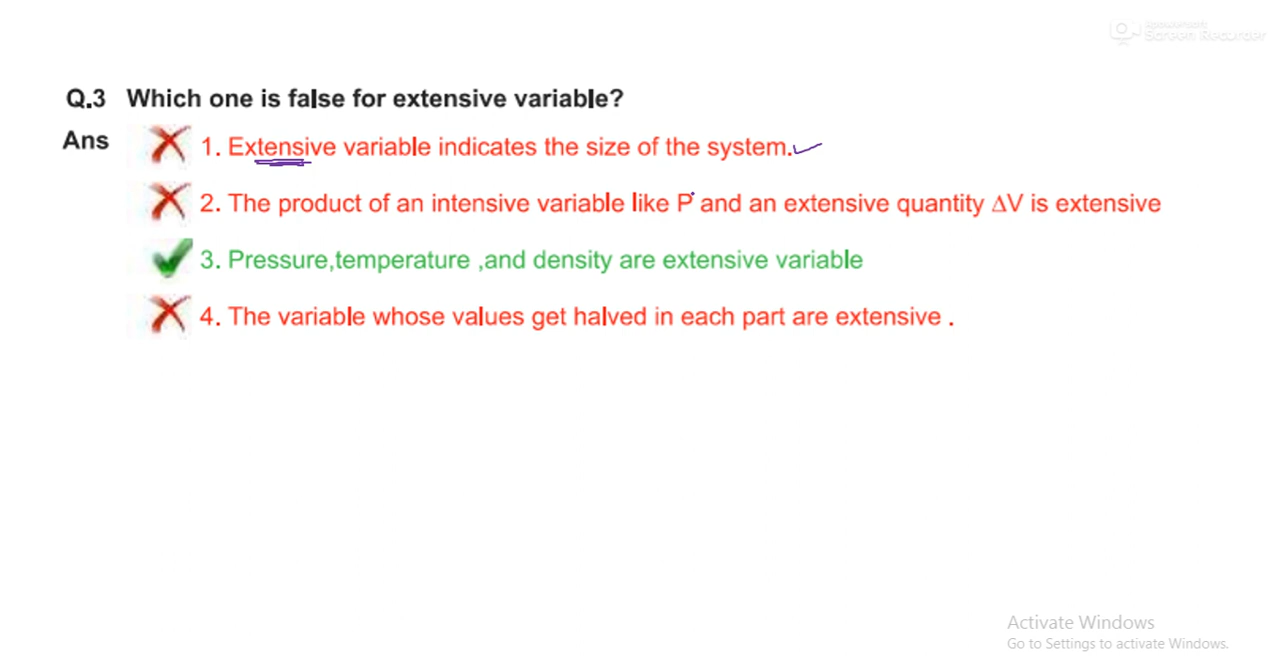 Screen Recorder
Q.3 Which one is false for extensive variable?
Ans 1. Extensive variable indicates the size of the system.
2. The product of an intensive variable like P and an extensive quantity ΔV is extensive
3. Pressure,temperature ,and density are extensive variable
4. The variable whose values get halved in each part are extensive .
Activate Windows
Go to Settings to activate Windows.